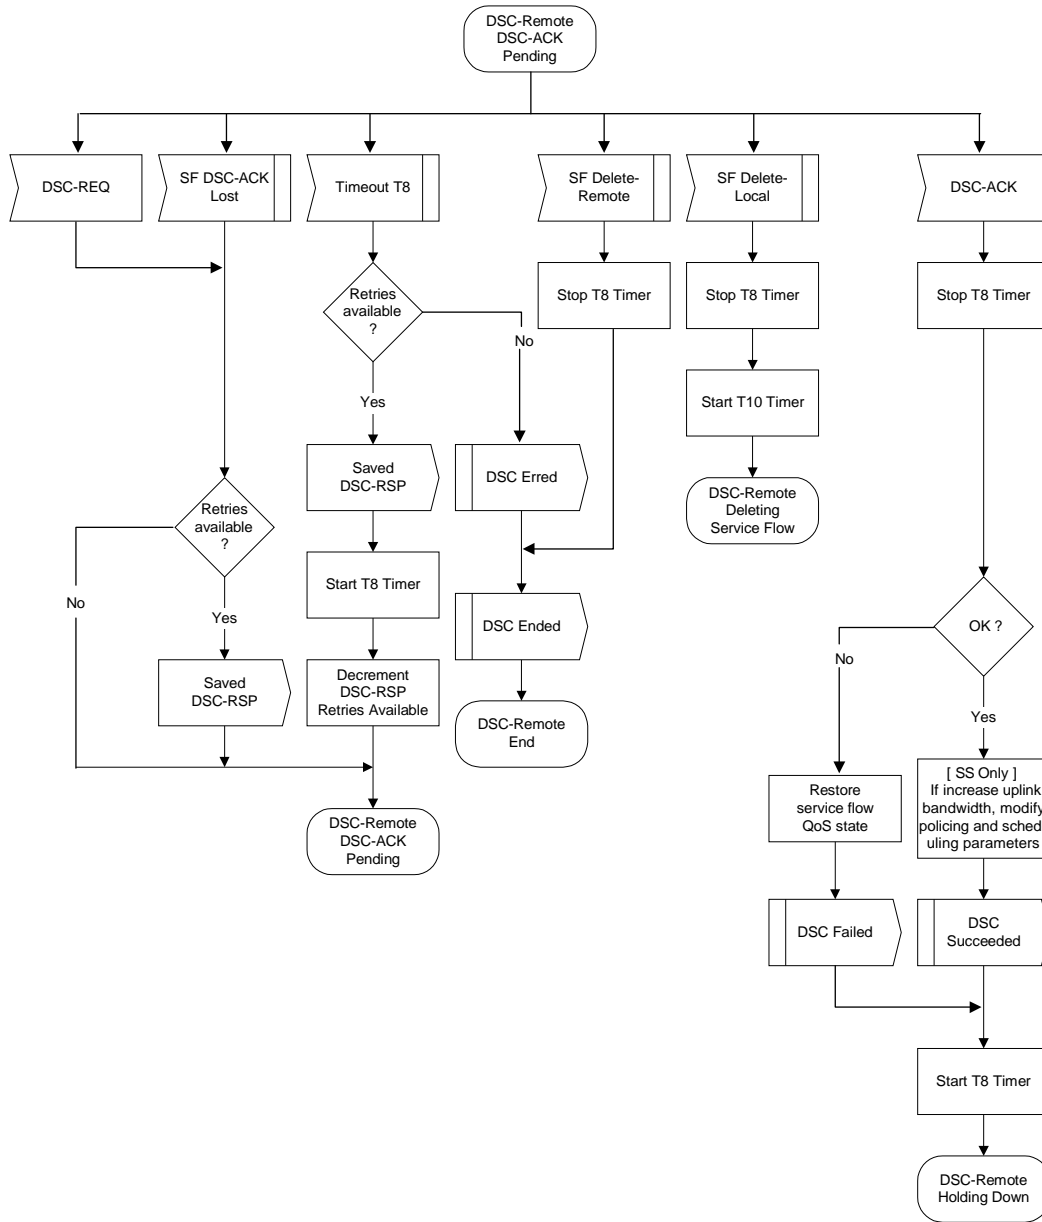 DSC-Remote
DSC-ACK
Pending
DSC-REQ
SF DSC-ACK
Lost
Timeout T8
SF Delete-
Remote
SF Delete-
Local
DSC-ACK
Retries
available
?
Stop T8 Timer
Stop T8 Timer
Stop T8 Timer
No
Yes
Start T10 Timer
Saved
DSC-RSP
DSC Erred
DSC-Remote
Deleting
Service Flow
Retries
available
?
Start T8 Timer
No
Yes
DSC Ended
OK ?
No
Saved
DSC-RSP
Decrement
DSC-RSP
Retries Available
DSC-Remote
End
Yes
Restore
service flow
QoS state
[ SS Only ]
If increase uplink
bandwidth, modify
policing and sched
uling parameters
DSC-Remote
DSC-ACK
Pending
DSC Failed
DSC
Succeeded
Start T8 Timer
DSC-Remote
Holding Down